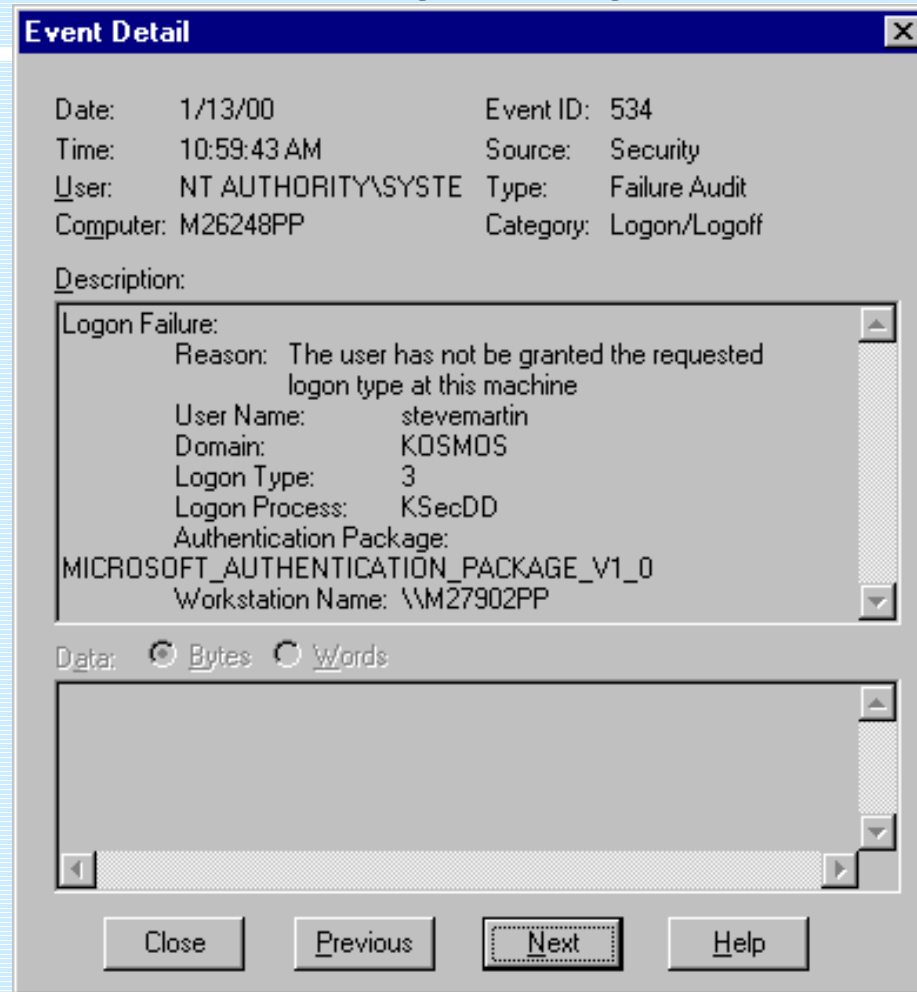 Event Detail
Date: 1/13/00 Event ID: 534
Time: 10:59:43 AM Source: Security
User: NT AUTHORITY\SYSTE Type: Failure Audit
Computer: M26248PP Category: Logon/Logoff
Description:
Logon Failure:
Reason: The user has not be granted the requested
logon type at this machine
User Name: stevemartin
Domain: KOSMOS
Logon Type: 3
Logon Process: KSecDD
Authentication Package:
MICROSOFT_AUTHENTICATION_PACKAGE_V1_0
Workstation Name: \\M27902PP
Data: Bytes Words
Close Previous Next Help